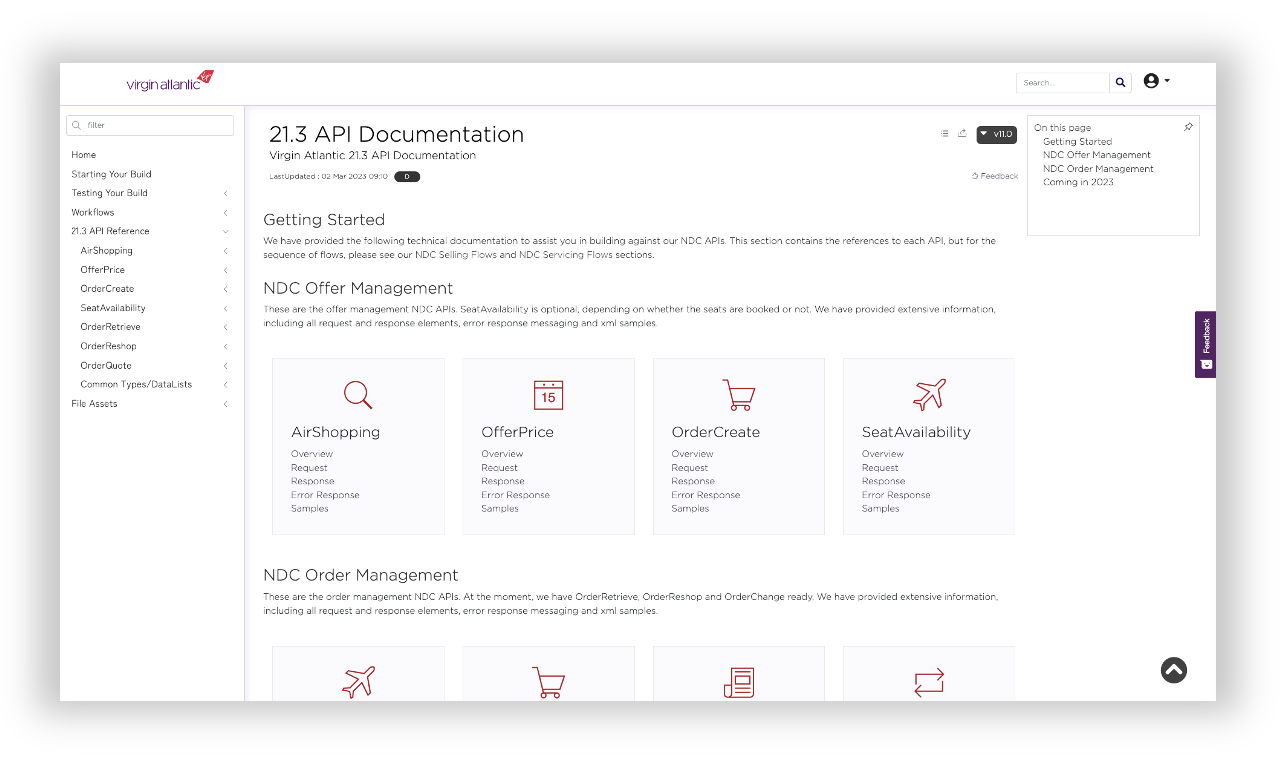 virgin atlantic
Search...
filter
Home
Starting Your Build
Testing Your Build
Workflows
21.3 API Reference
AirShopping
OfferPrice
OrderCreate
SeatAvailability
OrderRetrieve
OrderReshop
OrderQuote
Common Types/DataLists
File Assets
21.3 API Documentation
v11.0
Virgin Atlantic 21.3 API Documentation
LastUpdated : 02 Mar 2023 09:10 D
Feedback
Getting Started
We have provided the following technical documentation to assist you in building against our NDC APIs. This section contains the references to each API, but for the
sequence of flows, please see our NDC Selling Flows and NDC Servicing Flows sections.
NDC Offer Management
These are the offer management NDC APIs. SeatAvailability is optional, depending on whether the seats are booked or not. We have provided extensive information,
including all request and response elements, error response messaging and xml samples.
AirShopping
Overview
Request
Response
Error Response
Samples
15
OfferPrice
Overview
Request
Response
Error Response
Samples
OrderCreate
Overview
Request
Response
Error Response
Samples
SeatAvailability
Overview
Request
Response
Error Response
Samples
NDC Order Management
These are the order management NDC APIs. At the moment, we have OrderRetrieve, OrderReshop and OrderChange ready. We have provided extensive information,
including all request and response elements, error response messaging and xml samples.
On this page
Getting Started
NDC Offer Management
NDC Order Management
Coming in 2023
Feedback